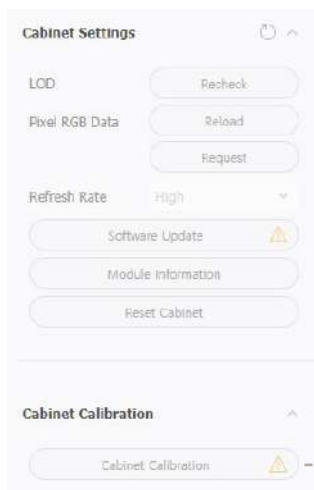 Cabinet Settings
LOD Recheck
Pixel RGB Data Reload
Request
Refresh Rate High
Software Update
Module Information
Reset Cabinet
Cabinet Calibration
Cabinet Calibration